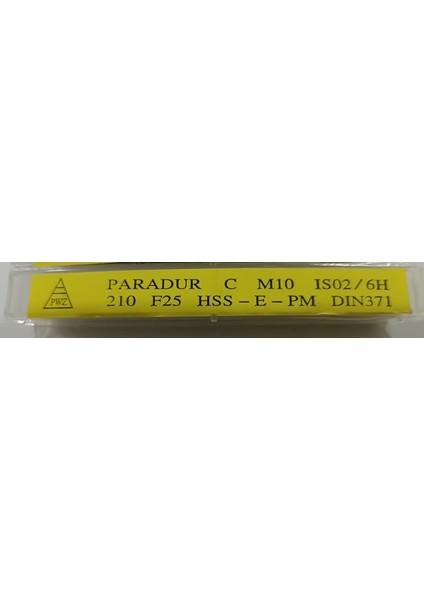 PWZ
PARADUR C M10 ISO2/6H
210 F25 HSS-E-PM DIN371